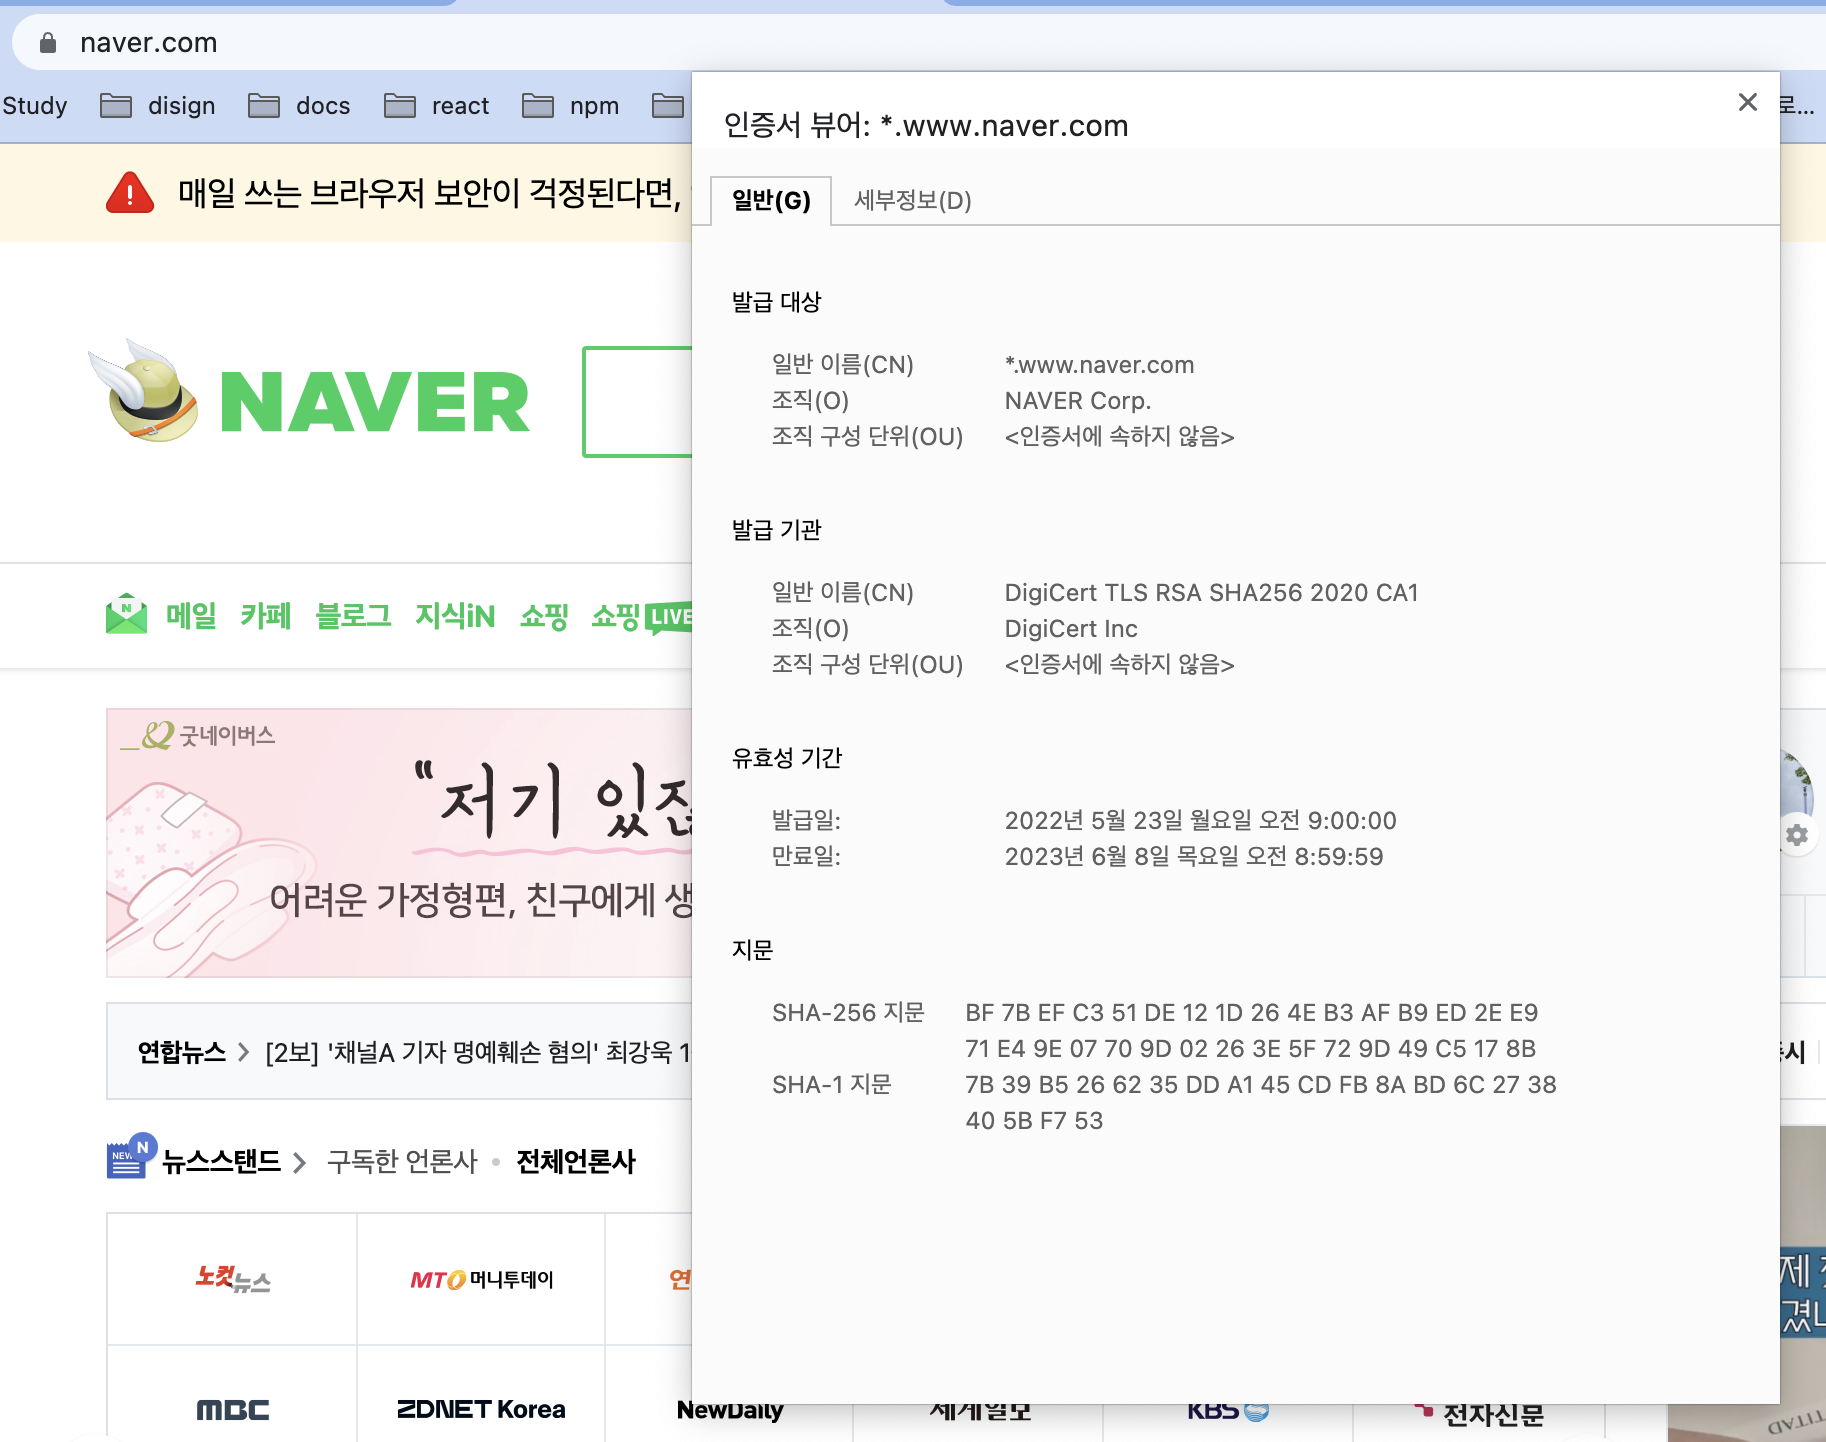 naver.com
Study disign docs react npm
매일 쓰는 브라우저 보안이 걱정된다면,
NAVER
메일 카페 블로그 지식iN 쇼핑 쇼핑 LIVE
굿네이버스
"저기 있잖
어려운 가정형편, 친구에게 생
연합뉴스 > [2보] '채널A 기자 명예훼손 혐의' 최강욱 1
NEW N 뉴스스탠드 > 구독한 언론사 • 전체언론사
노컷뉴스 MTO 머니투데이 연
MBC ZDNET Korea NewDaily 세계일보 KBS 전자신문
인증서 뷰어: *.www.naver.com
일반(G) 세부정보(D)
발급 대상
일반 이름(CN) *.www.naver.com
조직(O) NAVER Corp.
조직 구성 단위(OU) <인증서에 속하지 않음>
발급 기관
일반 이름(CN) DigiCert TLS RSA SHA256 2020 CA1
조직(O) DigiCert Inc
조직 구성 단위(OU) <인증서에 속하지 않음>
유효성 기간
발급일: 2022년 5월 23일 월요일 오전 9:00:00
만료일: 2023년 6월 8일 목요일 오전 8:59:59
지문
SHA-256 지문 BF 7B EF C3 51 DE 12 1D 26 4E B3 AF B9 ED 2E E9
71 E4 9E 07 70 9D 02 26 3E 5F 72 9D 49 C5 17 8B
SHA-1 지문 7B 39 B5 26 62 35 DD A1 45 CD FB 8A BD 6C 27 38
40 5B F7 53
로...